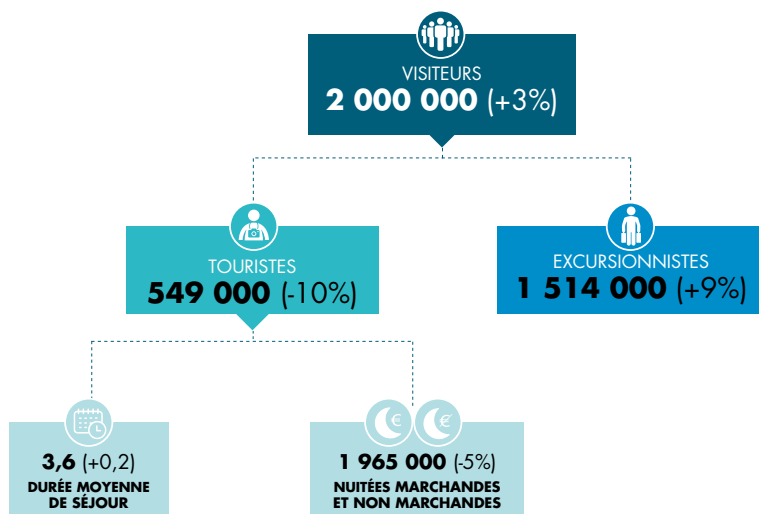 VISITEURS
2 000 000 (+3%)
TOURISTES
549 000 (-10%)
EXCURSIONNISTES
1 514 000 (+9%)
3,6 (+0,2)
DURÉE MOYENNE
DE SÉJOUR
€ €
1 965 000 (-5%)
NUITÉES MARCHANDES
ET NON MARCHANDES